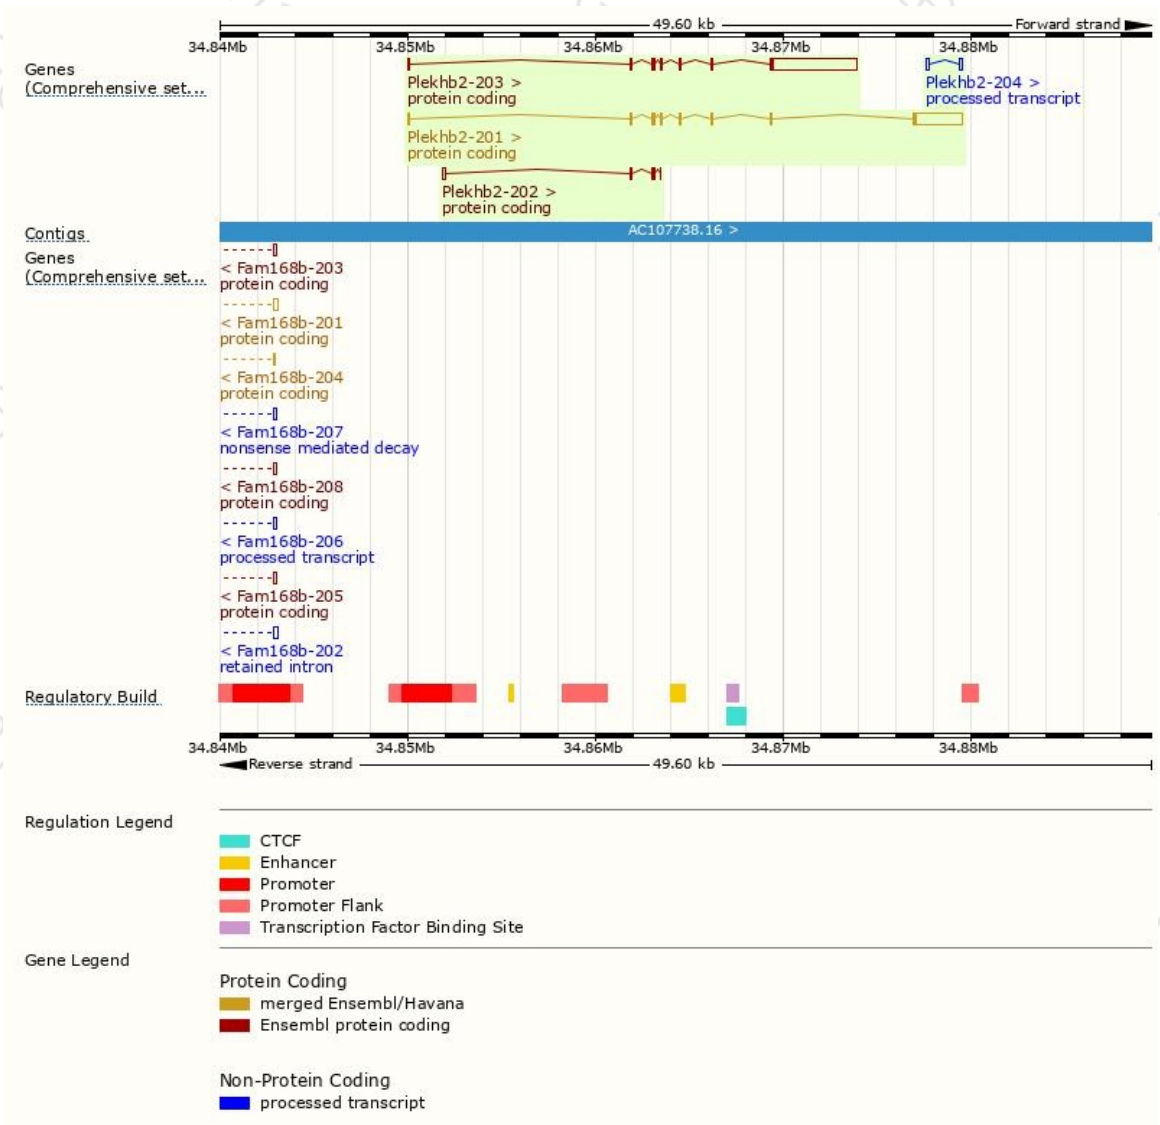 49.60 kb Forward strand
34.84Mb 34.85Mb 34.86Mb 34.87Mb 34.88Mb
Genes
(Comprehensive set...
Plekhb2-203 > Plekhb2-204 >
protein coding processed transcript
Plekhb2-201 >
protein coding
Plekhb2-202 >
protein coding
Contigs AC107738.16 >
Genes
(Comprehensive set...
< Fam168b-203
protein coding
< Fam168b-201
protein coding
< Fam168b-204
protein coding
< Fam168b-207
nonsense mediated decay
< Fam168b-208
protein coding
< Fam168b-206
processed transcript
< Fam168b-205
protein coding
< Fam168b-202
retained intron
Regulatory Build
34.84Mb 34.85Mb 34.86Mb 34.87Mb 34.88Mb
Reverse strand 49.60 kb
Regulation Legend
CTCF
Enhancer
Promoter
Promoter Flank
Transcription Factor Binding Site
Gene Legend
Protein Coding
merged Ensembl/Havana
Ensembl protein coding
Non-Protein Coding
processed transcript